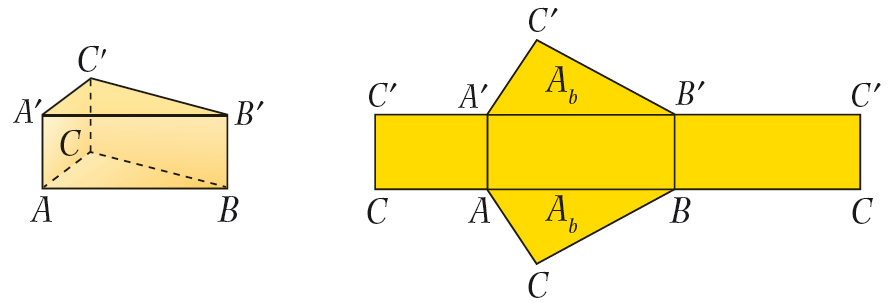 C′
A′ B′
C
A B
C′
A_b
C′ A′ B′ C′
C A A_b B C
C